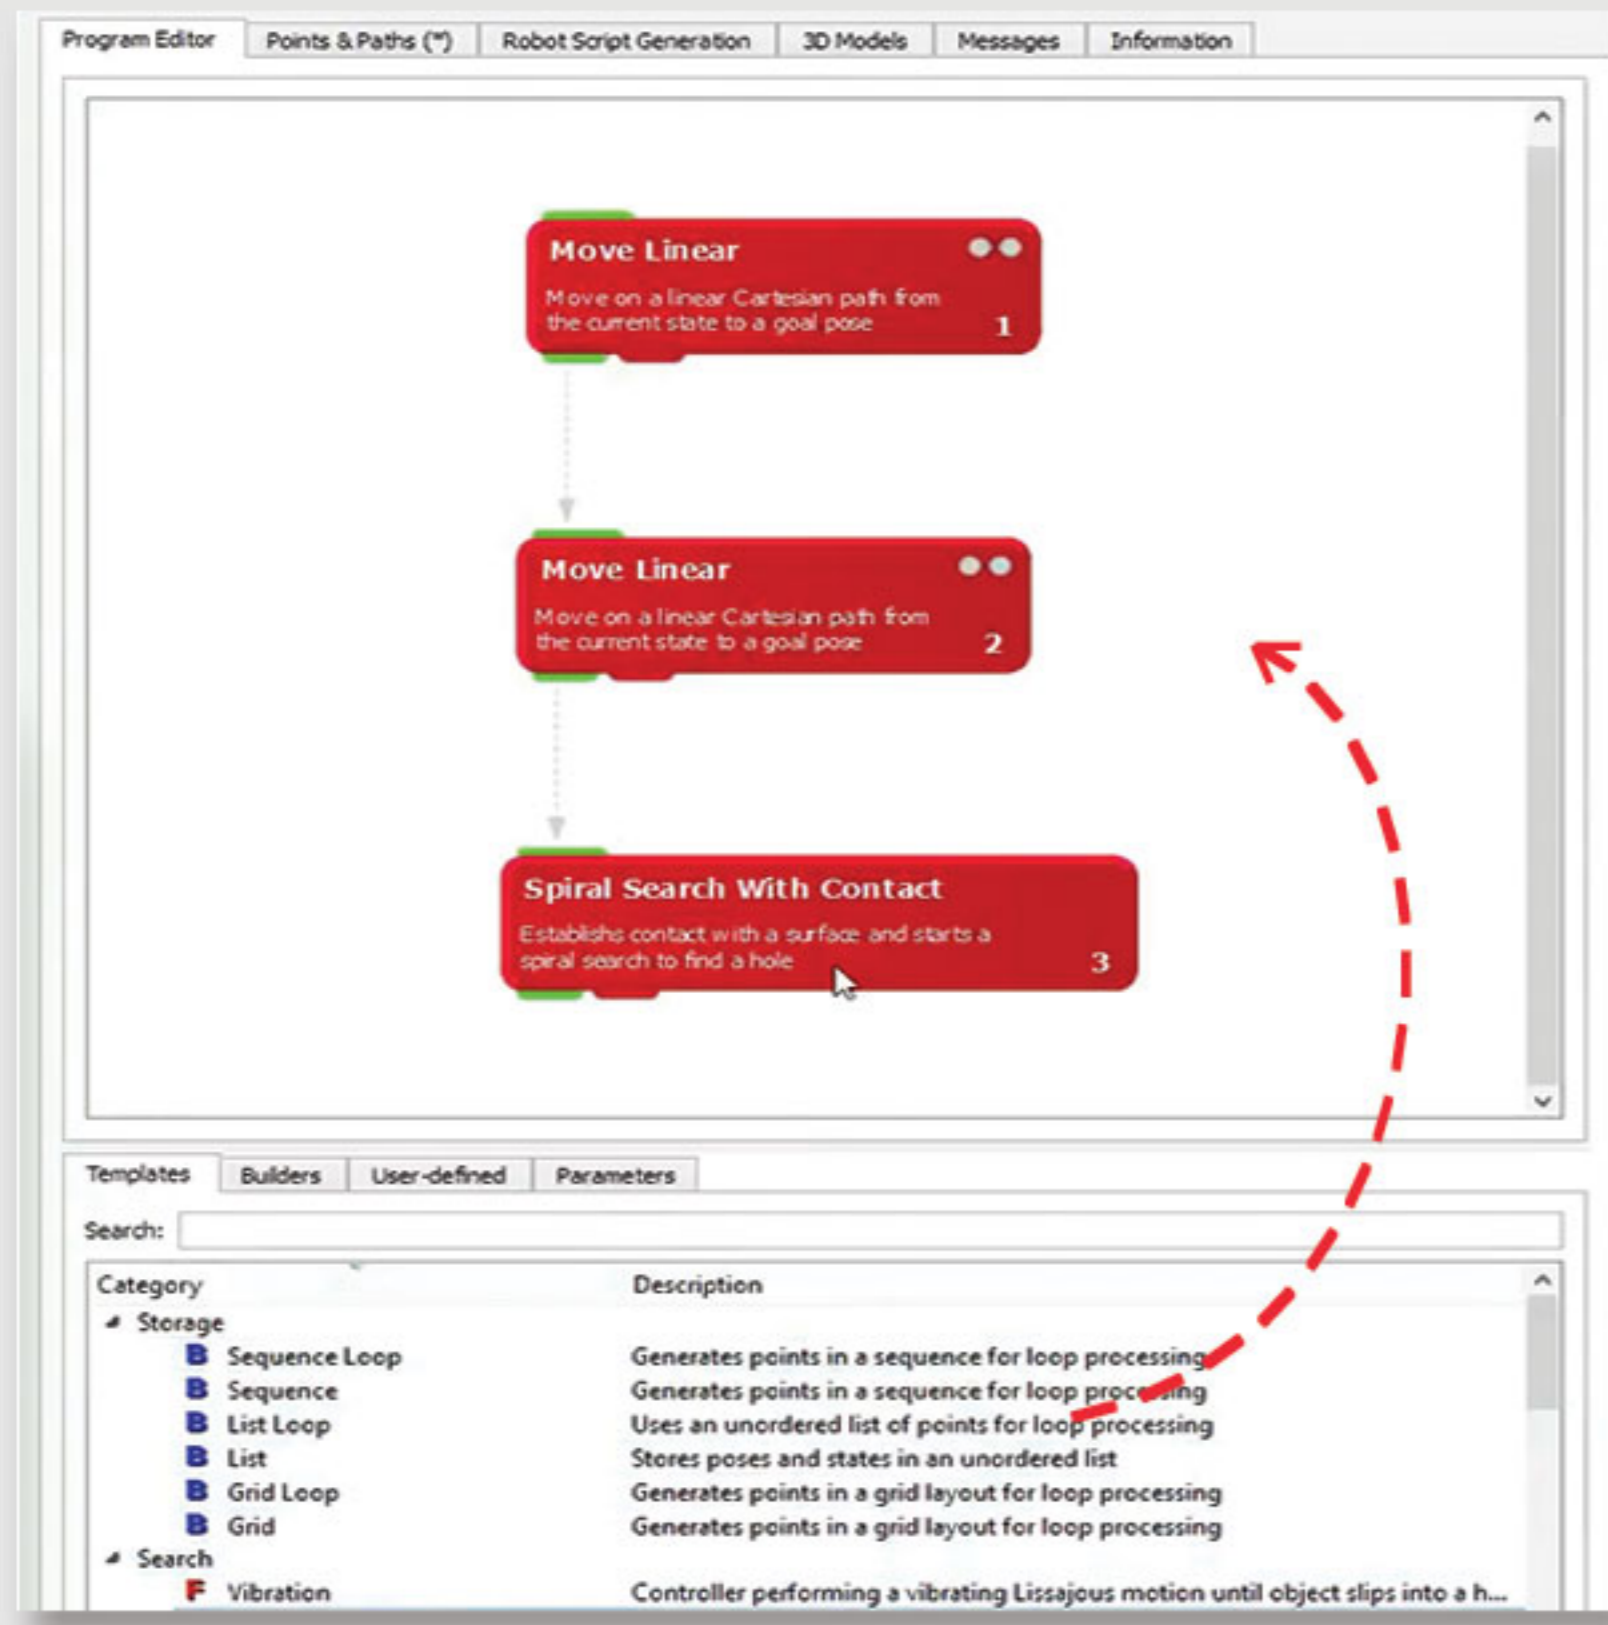 Program Editor Points & Paths (*) Robot Script Generation 3D Models Messages Information
Move Linear
Move on a linear Cartesian path from
the current state to a goal pose
1
Move Linear
Move on a linear Cartesian path from
the current state to a goal pose
2
Spiral Search With Contact
Establishs contact with a surface and starts a
spiral search to find a hole
3
Templates Builders User-defined Parameters
Search:
Category Description
Storage
B Sequence Loop Generates points in a sequence for loop processing
B Sequence Generates points in a sequence for loop processing
B List Loop Uses an unordered list of points for loop processing
B List Stores poses and states in an unordered list
B Grid Loop Generates points in a grid layout for loop processing
B Grid Generates points in a grid layout for loop processing
Search
F Vibration Controller performing a vibrating Lissajous motion until object slips into a h...